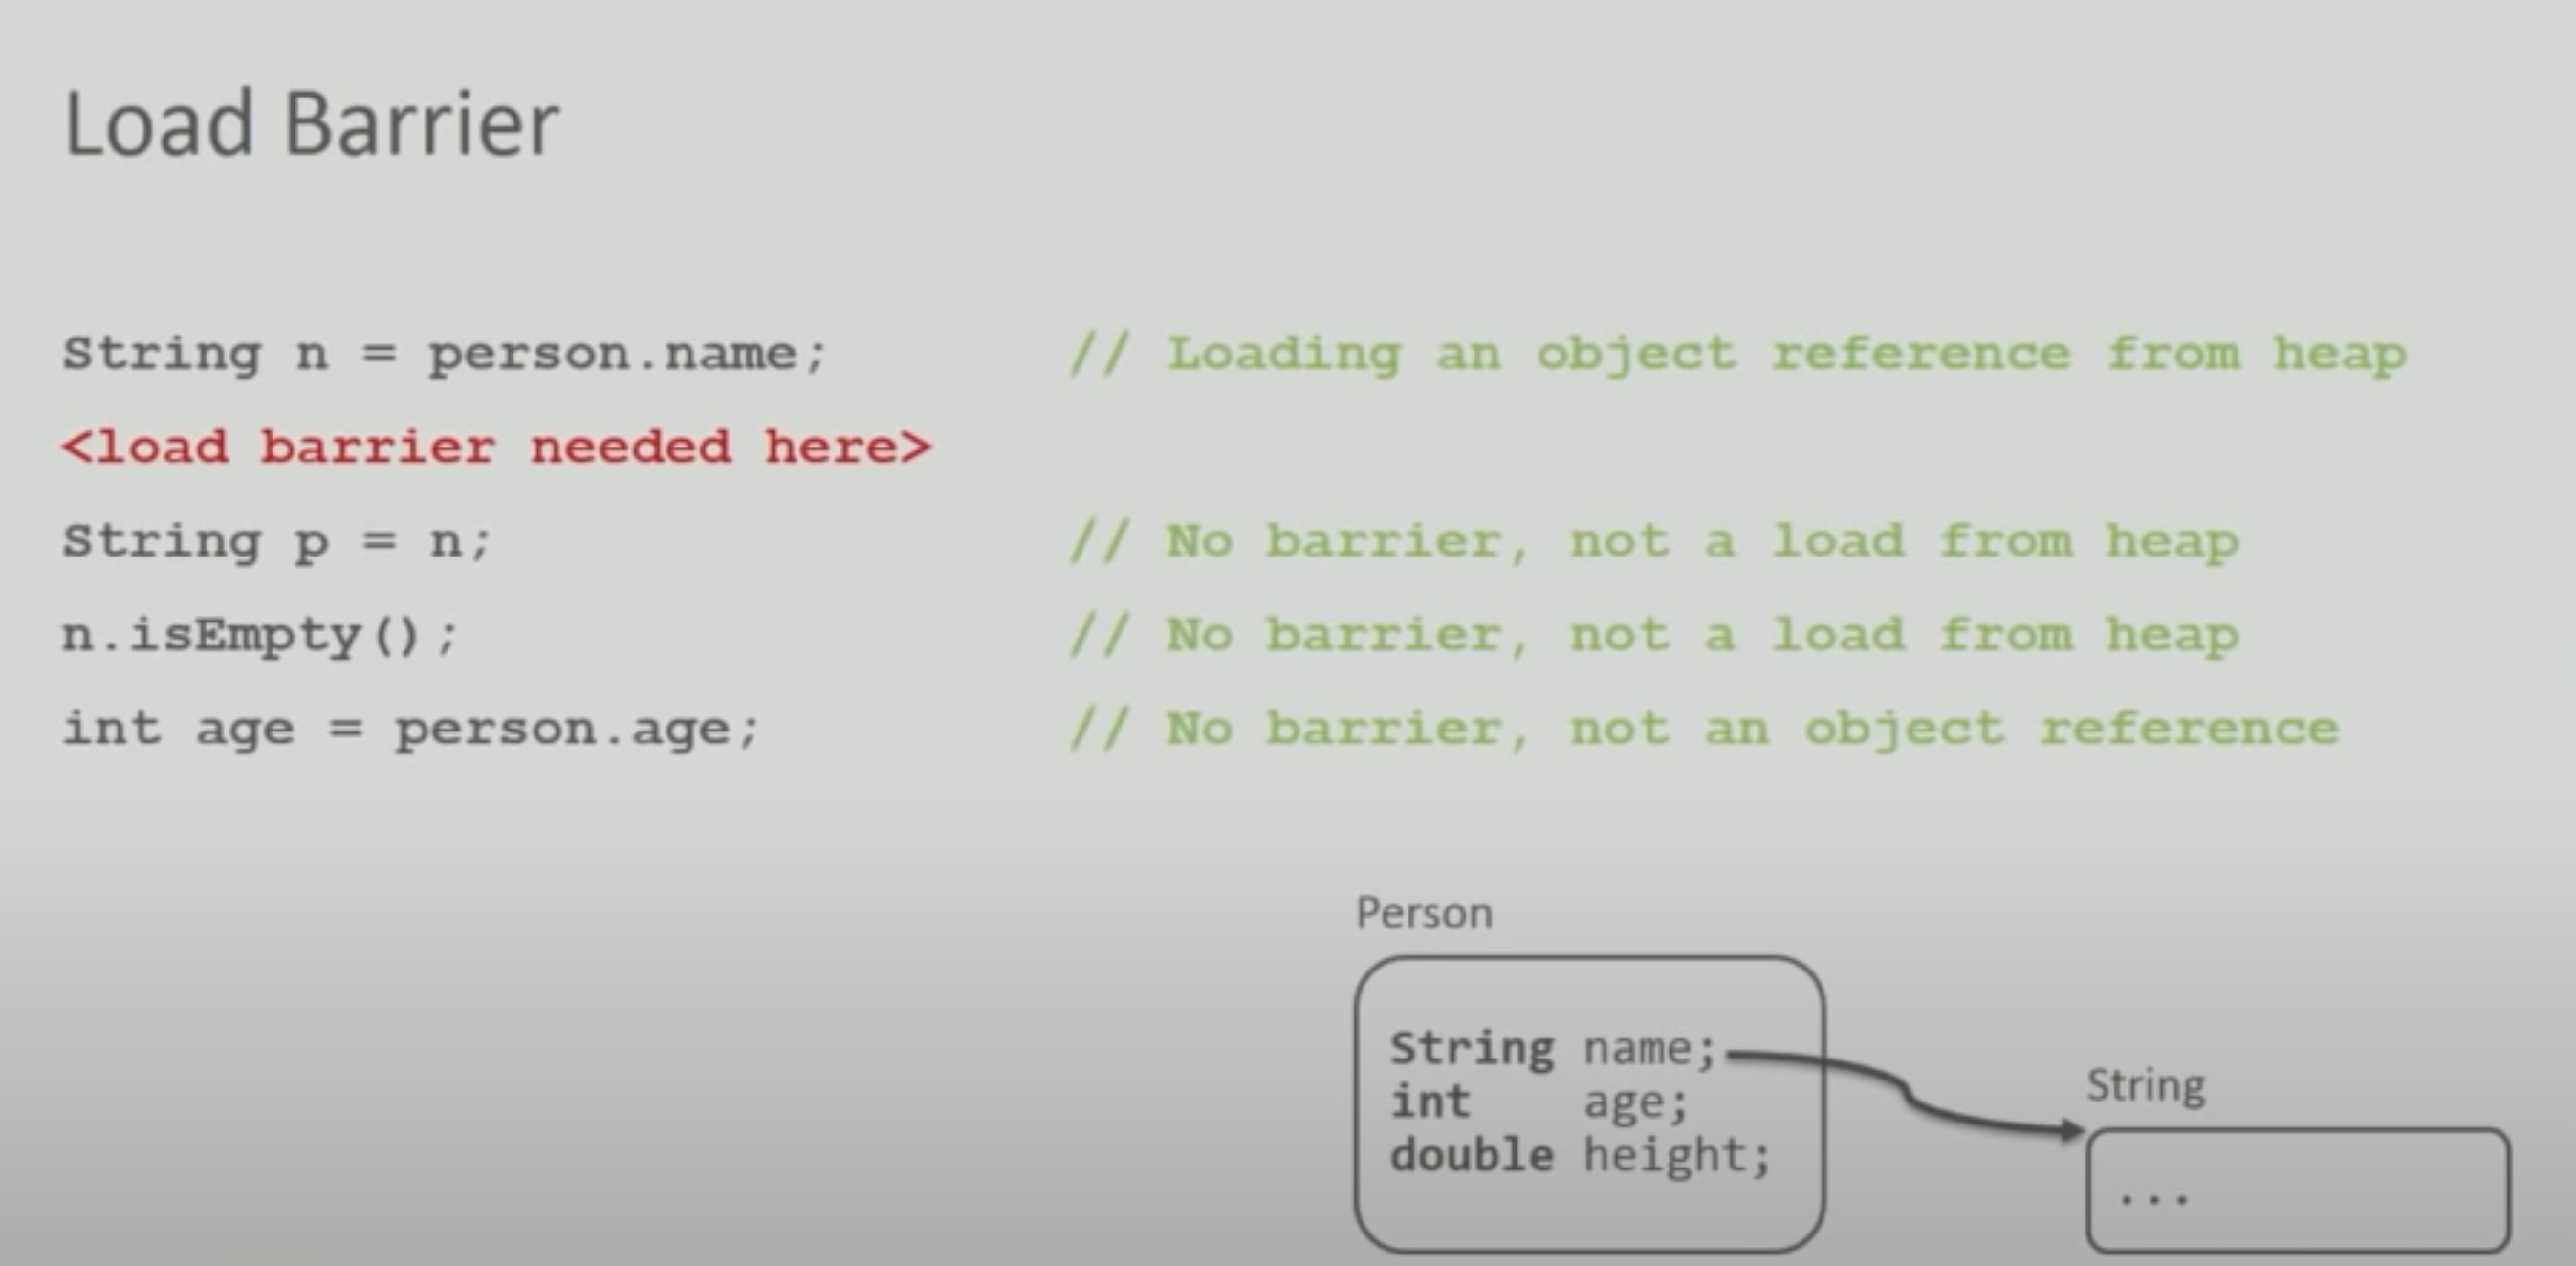 Load Barrier
String n = person.name; // Loading an object reference from heap
<load barrier needed here>
String p = n; // No barrier, not a load from heap
n.isEmpty(); // No barrier, not a load from heap
int age = person.age; // No barrier, not an object reference
Person
String name;
int age;
double height;
String
...